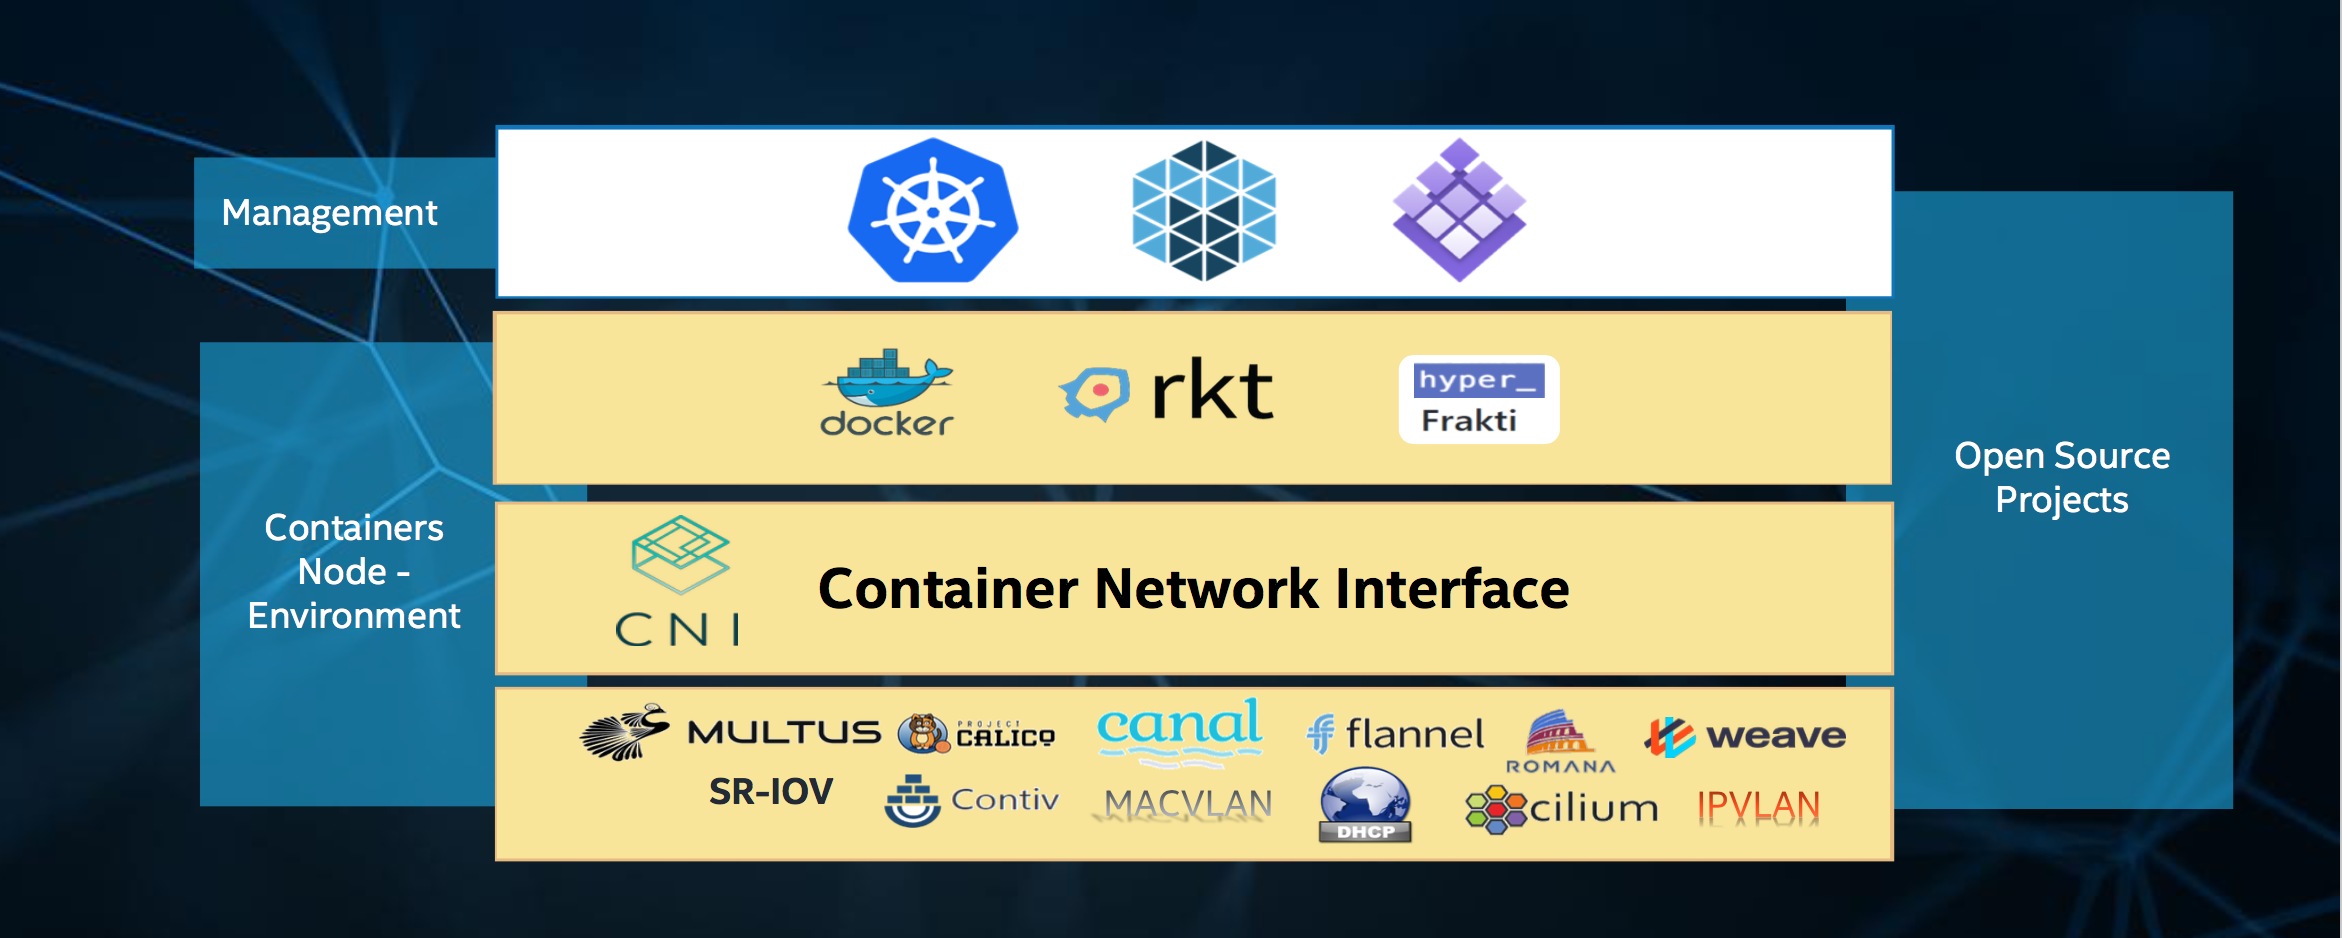 Management
docker
rkt
hyper_
Frakti
Containers
Node -
Environment
CNI
Container Network Interface
Open Source
Projects
MULTUS
PROJECT
CALICO
canal
flannel
ROMANA
weave
SR-IOV
Contiv
MACVLAN
DHCP
cilium
IPVLAN